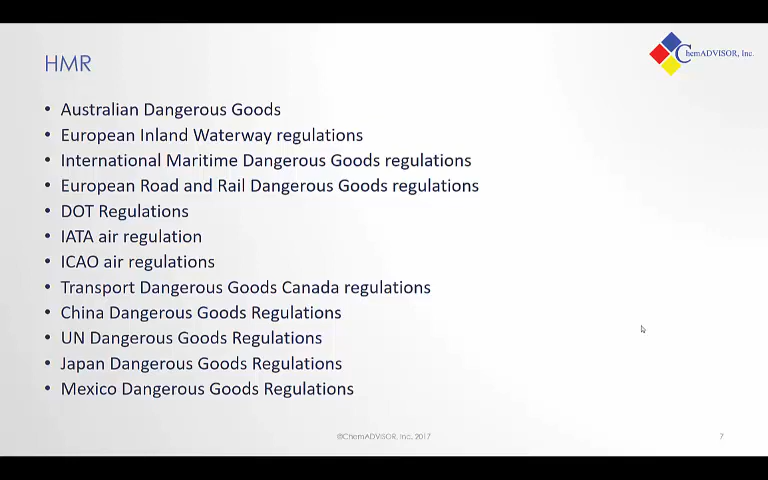 HMR
ChemADVISOR, Inc.
• Australian Dangerous Goods
• European Inland Waterway regulations
• International Maritime Dangerous Goods regulations
• European Road and Rail Dangerous Goods regulations
• DOT Regulations
• IATA air regulation
• ICAO air regulations
• Transport Dangerous Goods Canada regulations
• China Dangerous Goods Regulations
• UN Dangerous Goods Regulations
• Japan Dangerous Goods Regulations
• Mexico Dangerous Goods Regulations
©ChemADVISOR, Inc. 2017
7